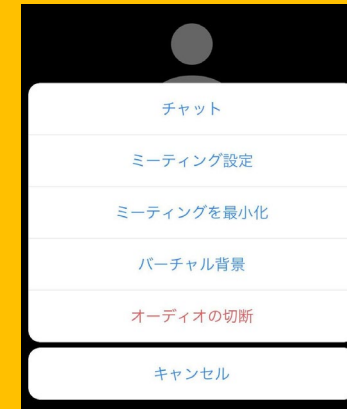 チャット
ミーティング設定
ミーティングを最小化
バーチャル背景
オーディオの切断
キャンセル